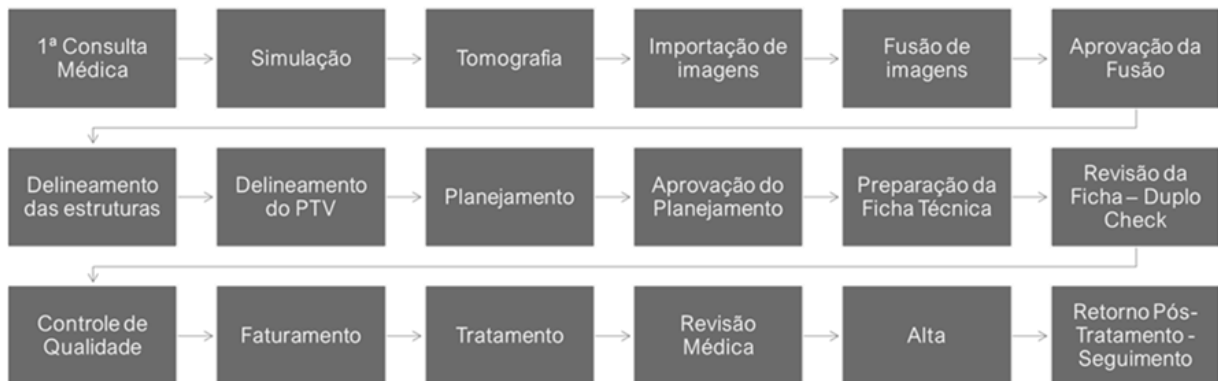 1ª Consulta
Médica
Simulação
Tomografia
Importação de
imagens
Fusão de
imagens
Aprovação da
Fusão
Delineamento
das estruturas
Delineamento
do PTV
Planejamento
Aprovação do
Planejamento
Preparação da
Ficha Técnica
Revisão da
Ficha – Duplo
Check
Controle de
Qualidade
Faturamento
Tratamento
Revisão
Médica
Alta
Retorno Pós-
Tratamento -
Seguimento